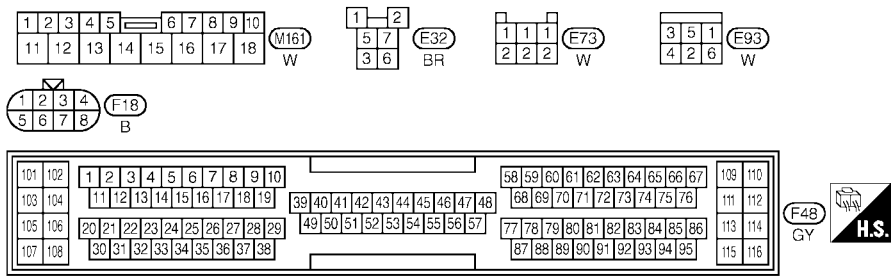 1 2 3 4 5 6 7 8 9 10
11 12 13 14 15 16 17 18
M161
W
1 2
5 7
3 6
E32
BR
1 1 1
2 2 2
E73
W
3 5 1
4 2 6
E93
W
1 2 3 4
5 6 7 8
F18
B
101 102
103 104
105 106
107 108
1 2 3 4 5 6 7 8 9 10
11 12 13 14 15 16 17 18 19
20 21 22 23 24 25 26 27 28 29
30 31 32 33 34 35 36 37 38
39 40 41 42 43 44 45 46 47 48
49 50 51 52 53 54 55 56 57
58 59 60 61 62 63 64 65 66 67
68 69 70 71 72 73 74 75 76
77 78 79 80 81 82 83 84 85 86
87 88 89 90 91 92 93 94 95
109 110
111 112
113 114
115 116
F48
GY
H.S.